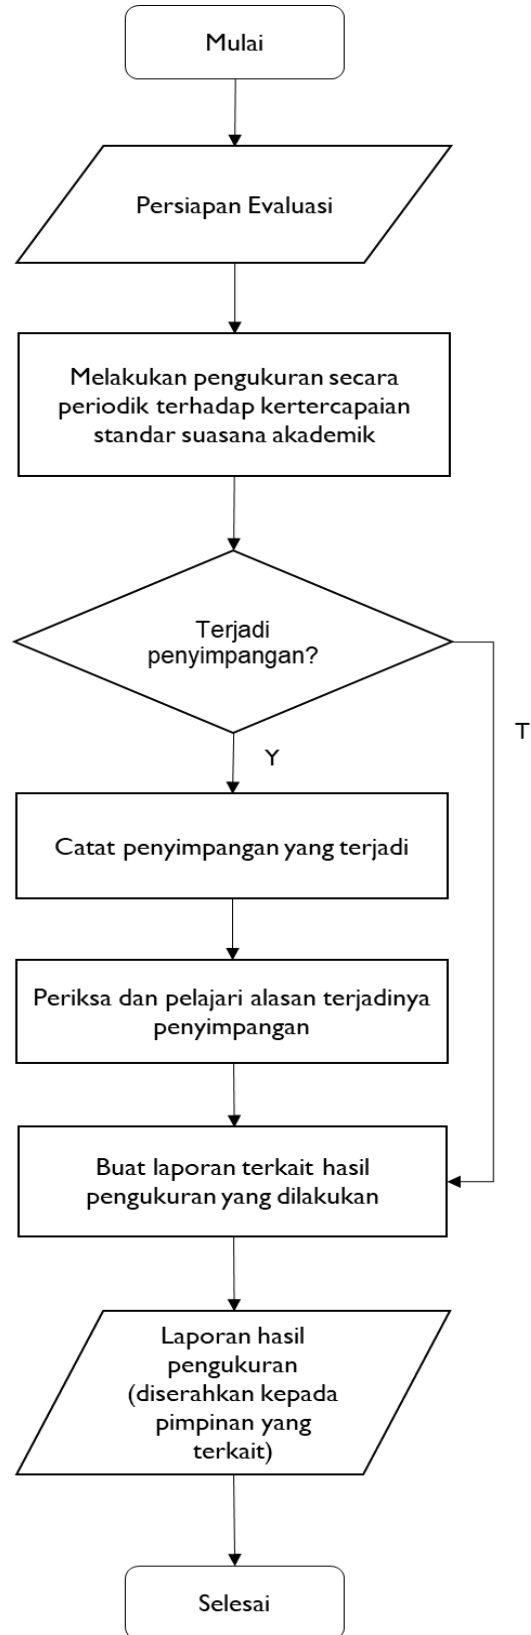 Mulai
Persiapan Evaluasi
Melakukan pengukuran secara
periodik terhadap kertercapaian
standar suasana akademik
Terjadi
penyimpangan?
T
Y
Catat penyimpangan yang terjadi
Periksa dan pelajari alasan terjadinya
penyimpangan
Buat laporan terkait hasil
pengukuran yang dilakukan
Laporan hasil
pengukuran
(diserahkan kepada
pimpinan yang
terkait)
Selesai